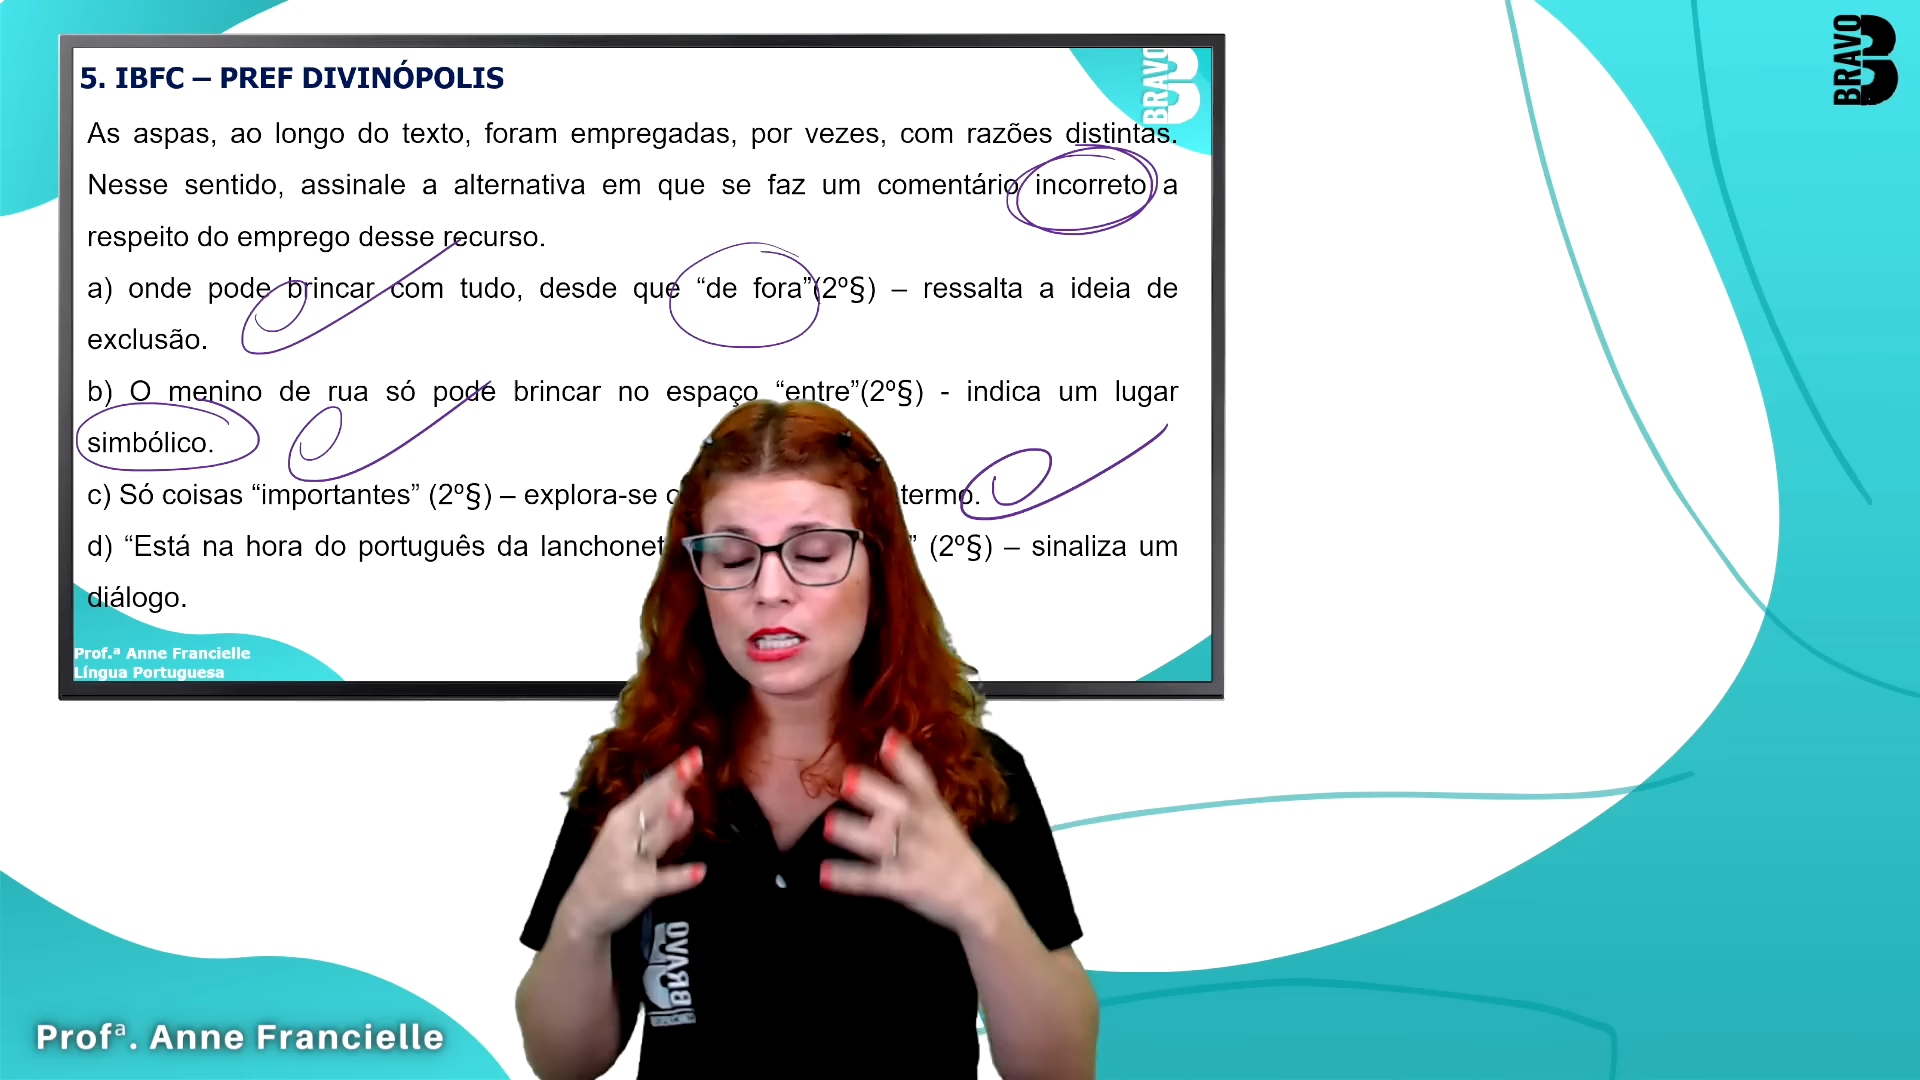 5. IBFC – PREF DIVINÓPOLIS
As aspas, ao longo do texto, foram empregadas, por vezes, com razões distintas.
Nesse sentido, assinale a alternativa em que se faz um comentário incorreto a
respeito do emprego desse recurso.
a) onde pode brincar com tudo, desde que “de fora”(2º§) – ressalta a ideia de
exclusão.
b) O menino de rua só pode brincar no espaço “entre”(2º§) - indica um lugar
simbólico.
c) Só coisas “importantes” (2º§) – explora-se termo.
d) “Está na hora do português da ” (2º§) – sinaliza um
diálogo.
Prof.ª Anne Francielle
Língua Portuguesa
BRAVO
BRAVO
BRAVO
Profª. Anne Francielle